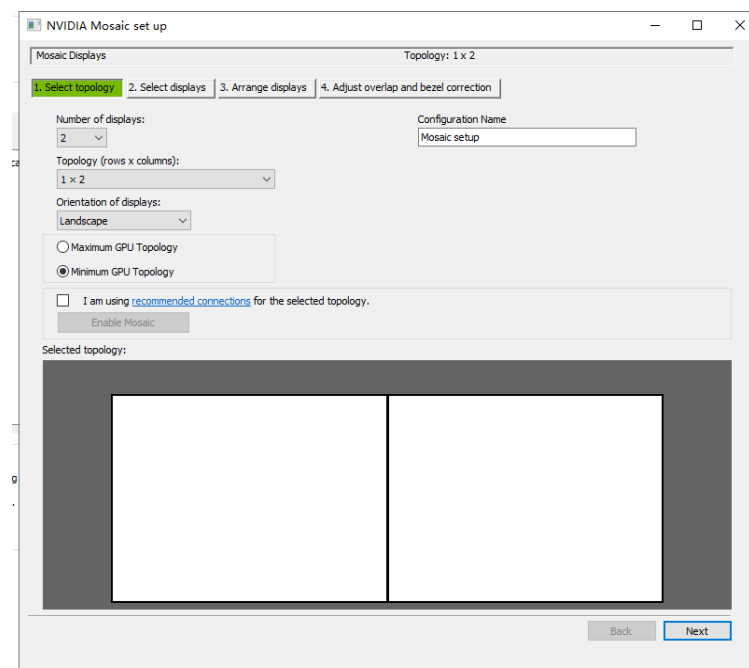 NVIDIA Mosaic set up
Mosaic Displays Topology: 1 x 2
1. Select topology 2. Select displays 3. Arrange displays 4. Adjust overlap and bezel correction
Number of displays: Configuration Name
2 Mosaic setup
Topology (rows x columns):
1 × 2
Orientation of displays:
Landscape
Maximum GPU Topology
Minimum GPU Topology
I am using recommended connections for the selected topology.
Enable Mosaic
Selected topology:
Back Next